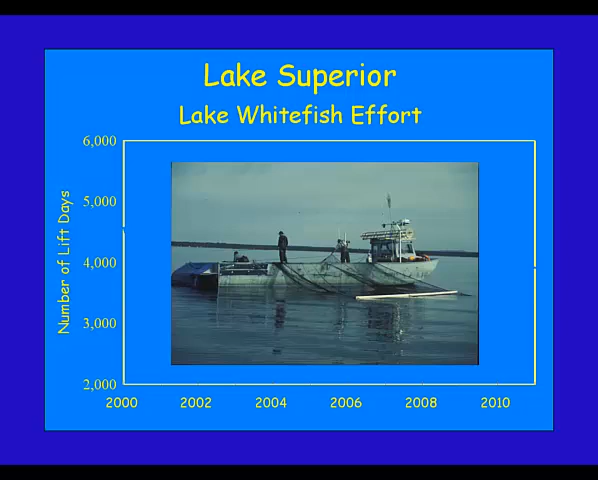 Lake Superior
Lake Whitefish Effort
6,000
5,000
4,000
3,000
2,000
Number of Lift Days
2000 2002 2004 2006 2008 2010